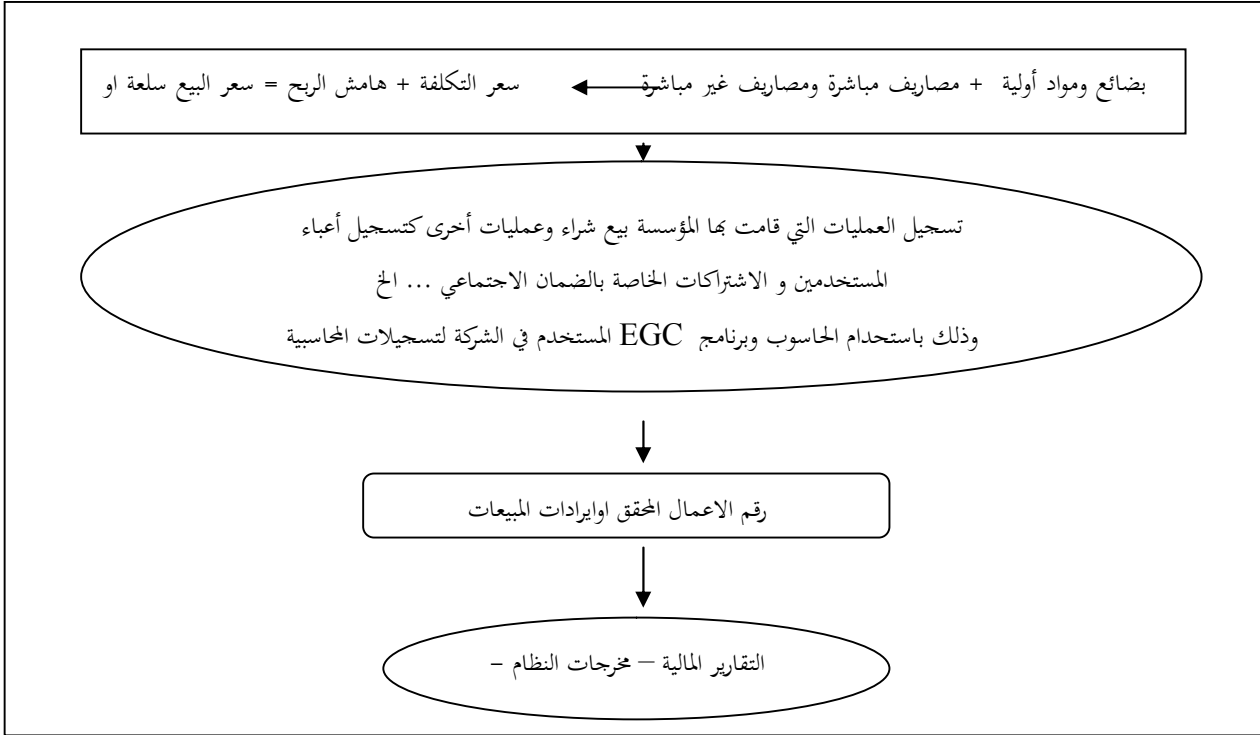 بضائع ومواد أولية + مصاريف مباشرة ومصاريف غير مباشرة سعر التكلفة + هامش الربح = سعر البيع سلعة او
تسجيل العمليات التي قامت بها المؤسسة بيع شراء وعمليات أخرى كتسجيل أعباء
المستخدمين و الاشتراكات الخاصة بالضمان الاجتماعي ... الخ
وذلك باستحدام الحاسوب وبرنامج EGC المستخدم في الشركة لتسجيلات المحاسبية
رقم الاعمال المحقق اوايرادات المبيعات
التقارير المالية – مخرجات النظام –